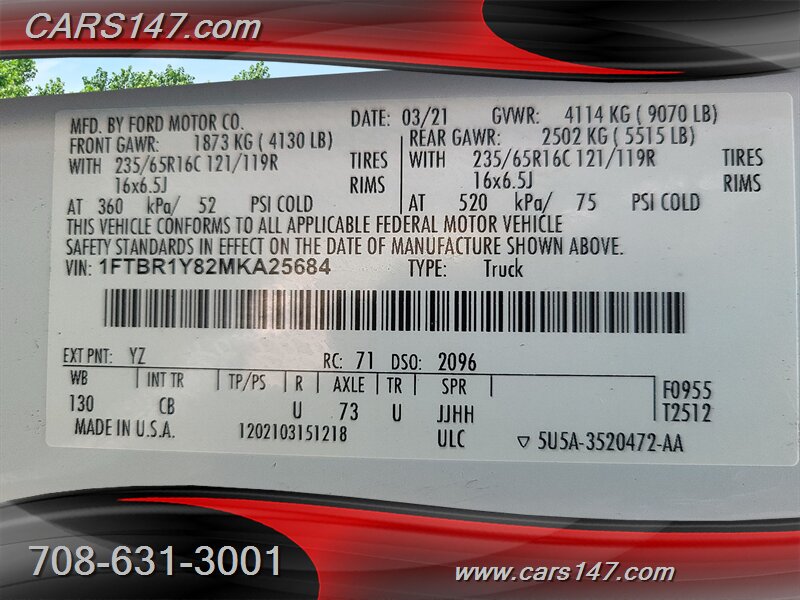 CARS147.com
MFD. BY FORD MOTOR CO. DATE: 03/21 GVWR: 4114 KG ( 9070 LB)
FRONT GAWR: 1873 KG ( 4130 LB) REAR GAWR: 2502 KG ( 5515 LB)
WITH 235/65R16C 121/119R TIRES WITH 235/65R16C 121/119R TIRES
16x6.5J RIMS 16x6.5J RIMS
AT 360 kPa/ 52 PSI COLD AT 520 kPa/ 75 PSI COLD
THIS VEHICLE CONFORMS TO ALL APPLICABLE FEDERAL MOTOR VEHICLE
SAFETY STANDARDS IN EFFECT ON THE DATE OF MANUFACTURE SHOWN ABOVE.
VIN: 1FTBR1Y82MKA25684 TYPE: Truck
EXT PNT: YZ RC: 71 DSO: 2096
WB INT TR TP/PS R AXLE TR SPR F0955
130 CB U 73 U JJHH T2512
MADE IN U.S.A. 1202103151218 ULC ▽ 5U5A-3520472-AA
708-631-3001
www.cars147.com